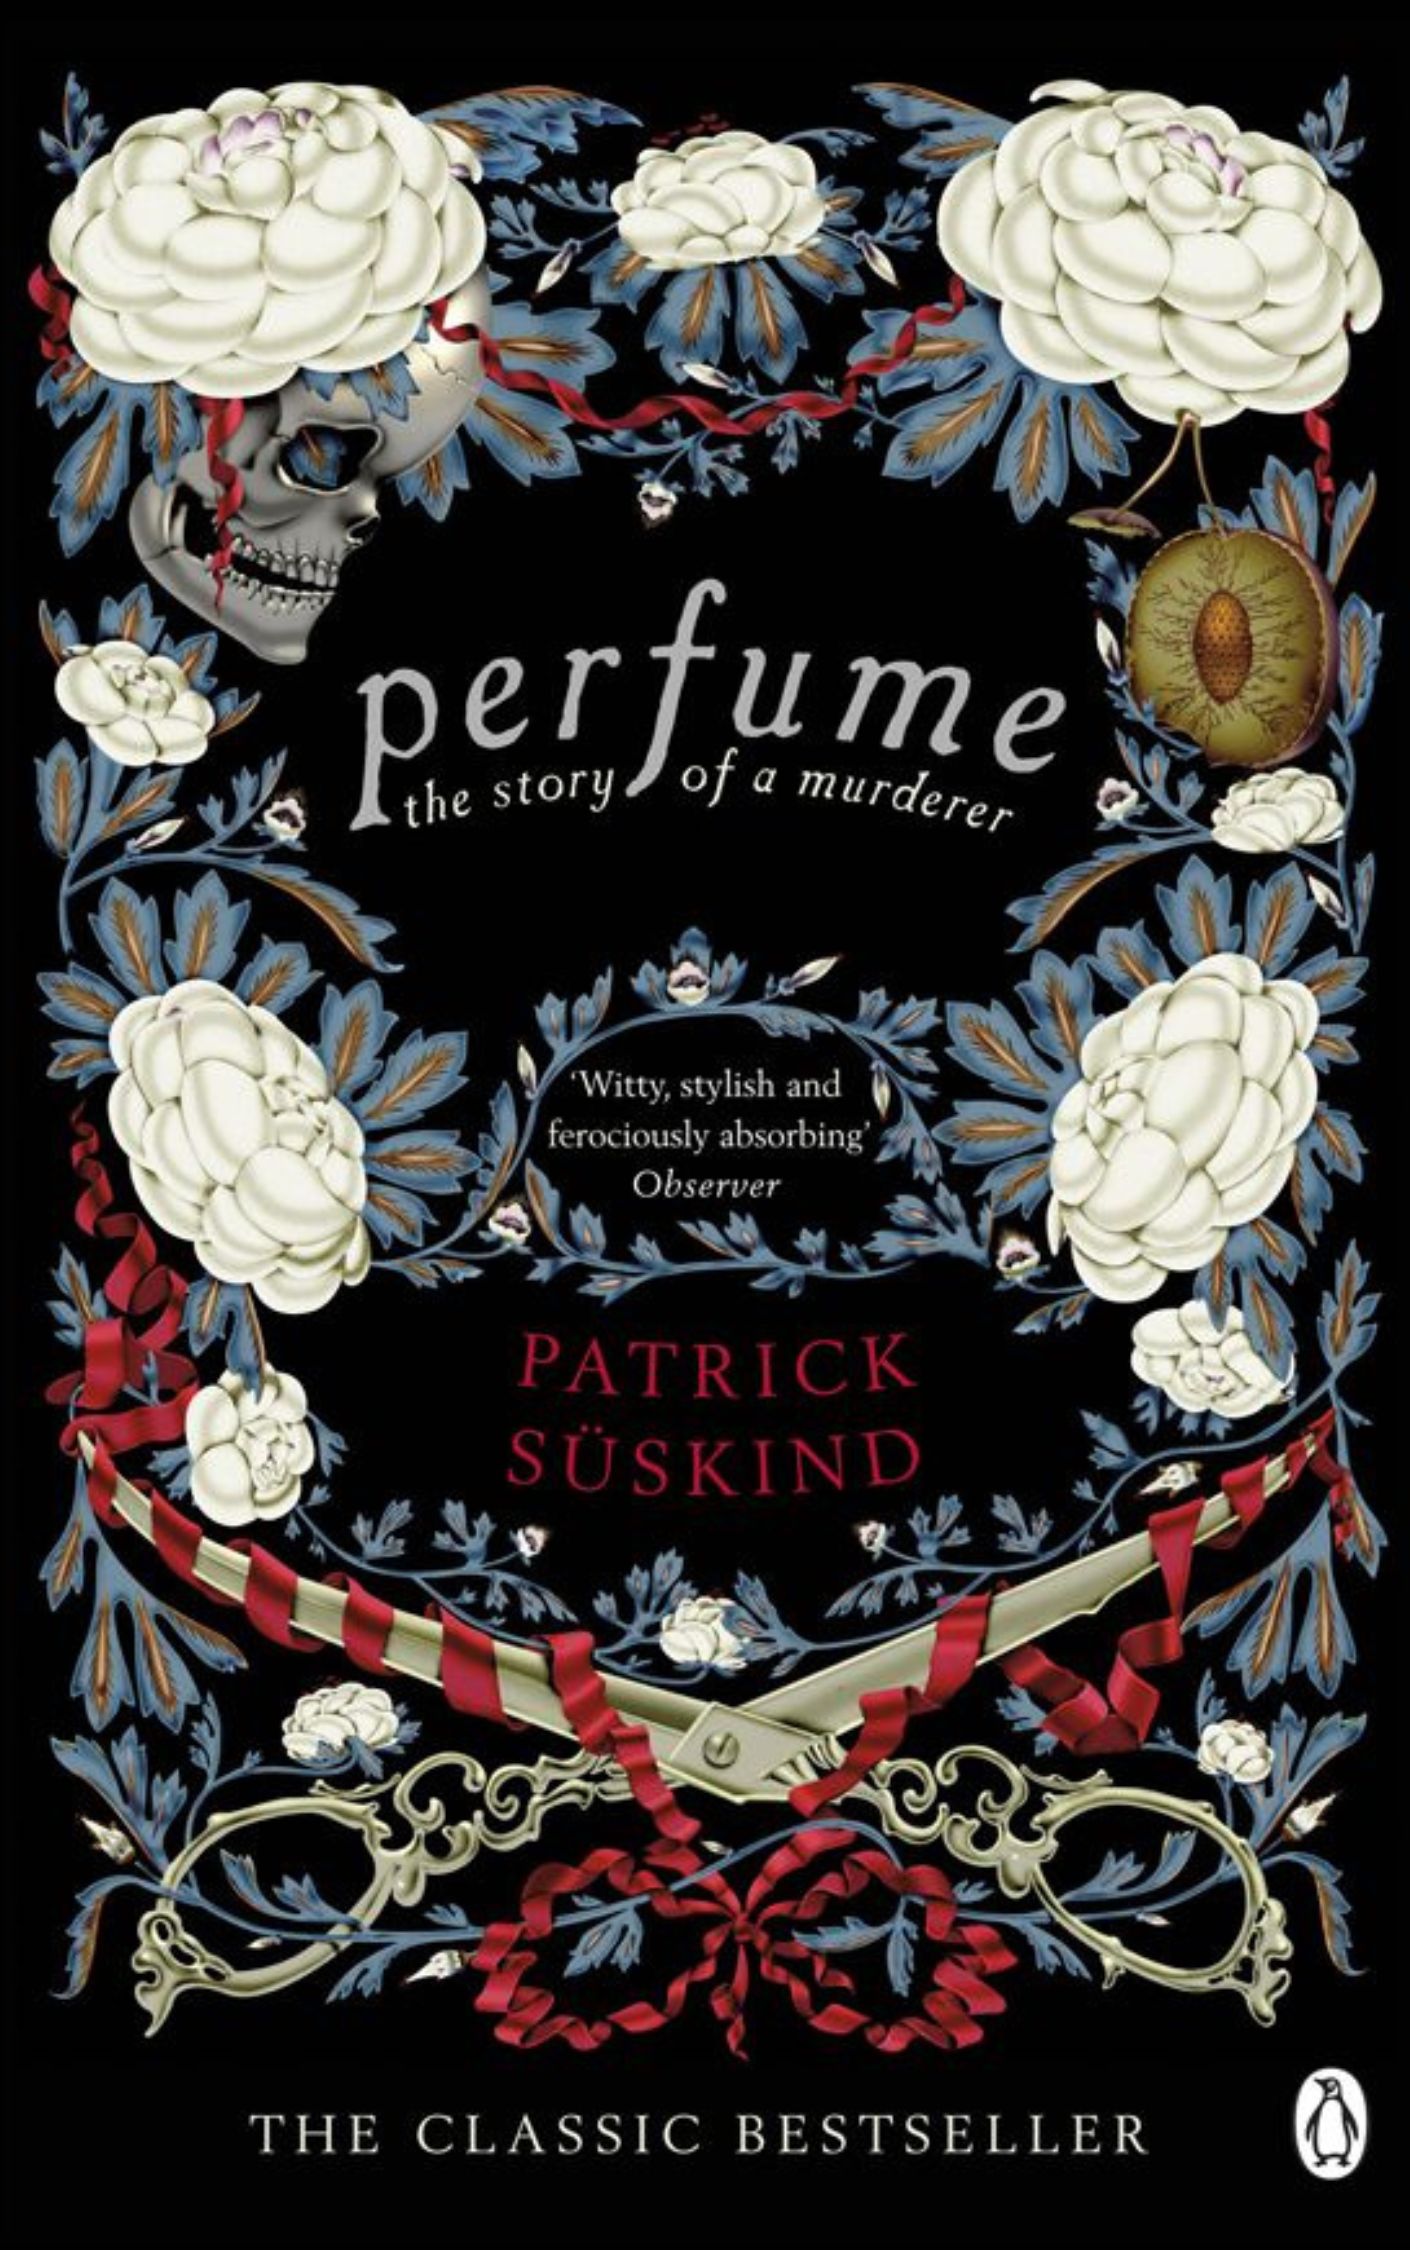 perfume
the story of a murderer
‘Witty, stylish and
ferociously absorbing’
Observer
PATRICK
SÜSKIND
THE CLASSIC BESTSELLER